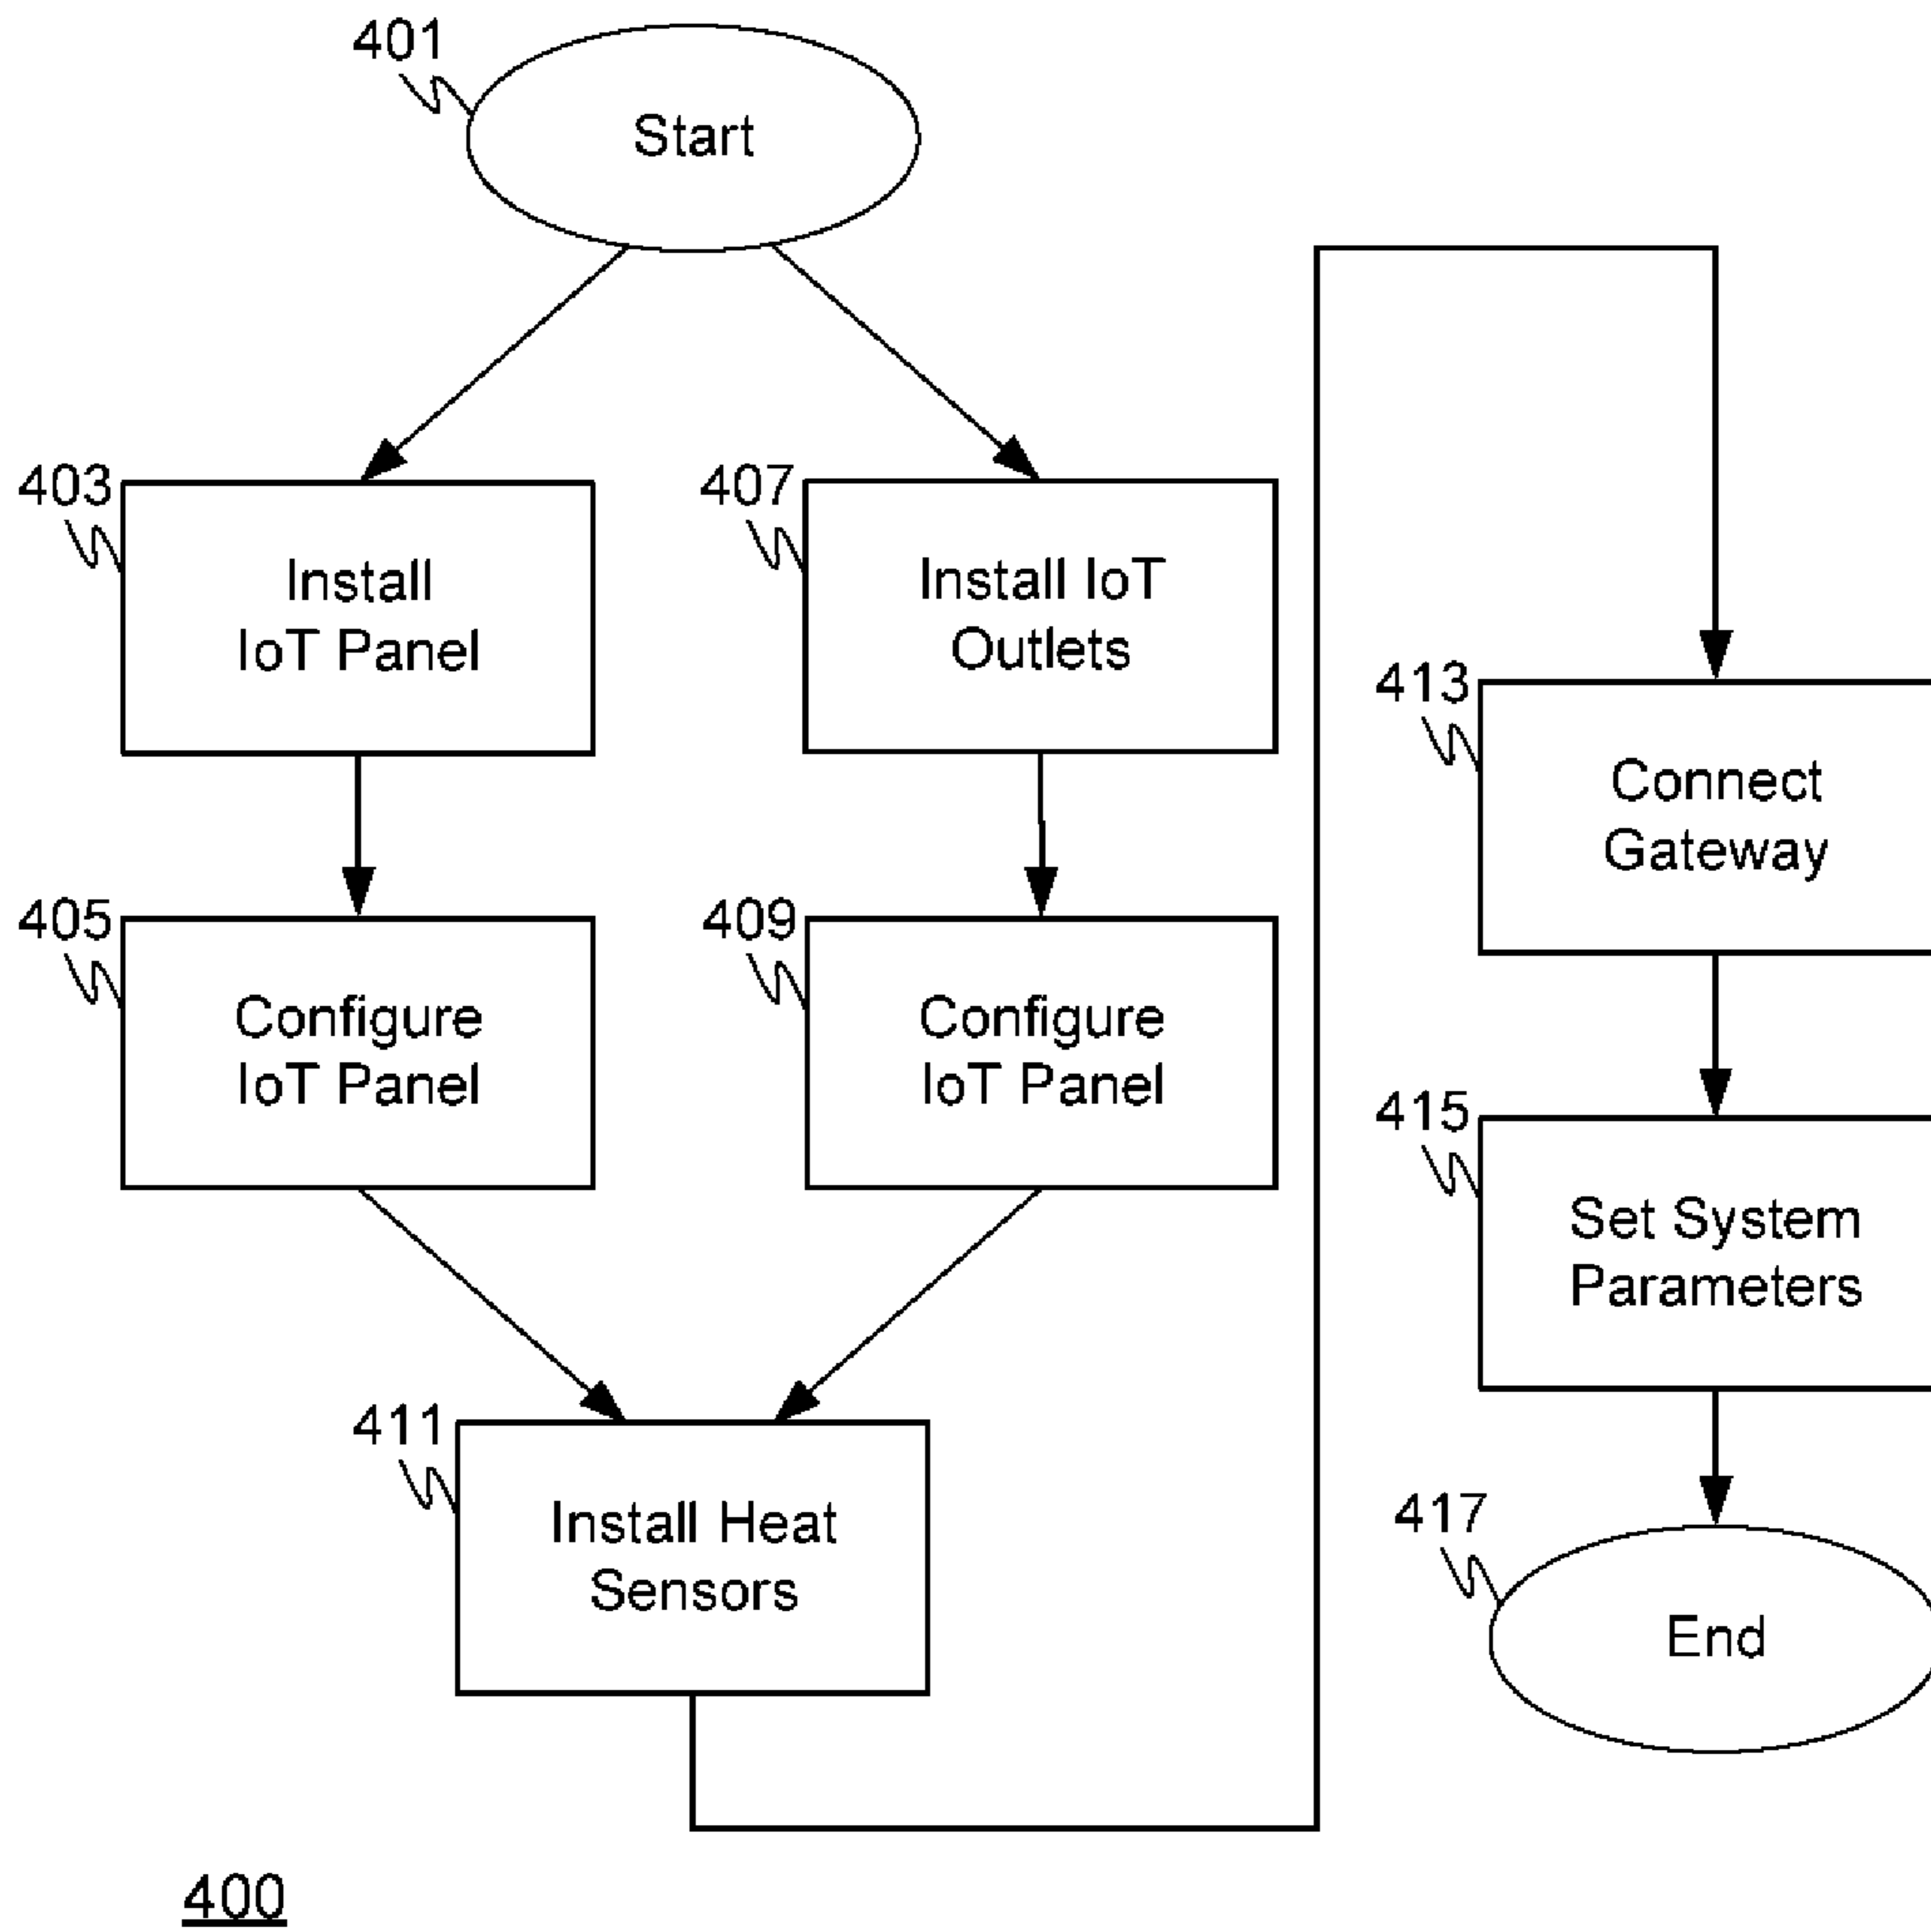 401
Start
403
Install
IoT Panel
407
Install IoT
Outlets
405
Configure
IoT Panel
409
Configure
IoT Panel
411
Install Heat
Sensors
413
Connect
Gateway
415
Set System
Parameters
417
End
400